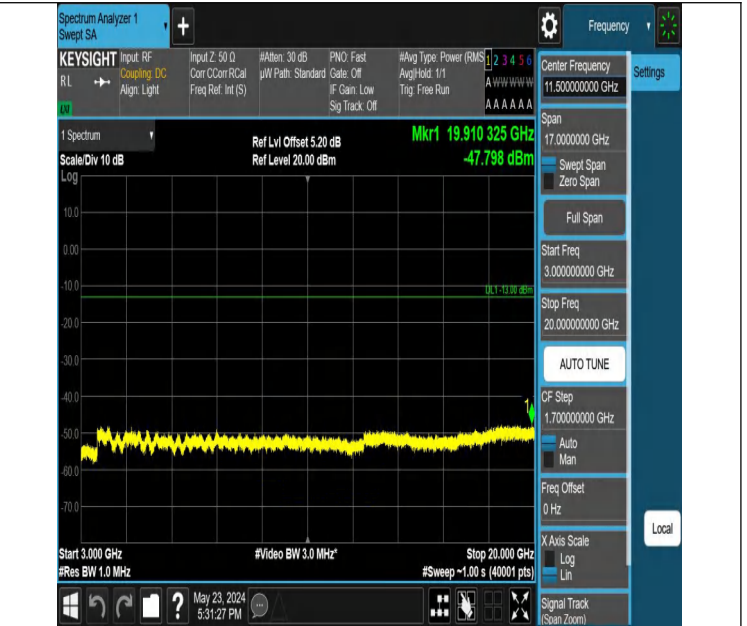 Spectrum Analyzer 1
Swept SA
+
Frequency
KEYSIGHT
RL
LNI
Input: RF
Coupling: DC
Align: Light
Input Z: 50 Ω
Corr CCorr RCal
Freq Ref: Int (S)
#Atten: 30 dB
µW Path: Standard
PNO: Fast
Gate: Off
IF Gain: Low
Sig Track: Off
#Avg Type: Power (RMS
Avg|Hold: 1/1
Trig: Free Run
1 2 3 4 5 6
A W W W W W
A A A A A A
1 Spectrum
Scale/Div 10 dB
Log
Ref Lvl Offset 5.20 dB
Ref Level 20.00 dBm
Mkr1 19.910 325 GHz
-47.798 dBm
10.0
0.00
-10.0
DL1 -13.00 dBm
-20.0
-30.0
-40.0
1
-50.0
-60.0
-70.0
Start 3.000 GHz
#Res BW 1.0 MHz
#Video BW 3.0 MHz*
Stop 20.000 GHz
#Sweep ~1.00 s (40001 pts)
?
May 23, 2024
5:31:27 PM
Center Frequency
11.500000000 GHz
Settings
Span
17.0000000 GHz
Swept Span
Zero Span
Full Span
Start Freq
3.000000000 GHz
Stop Freq
20.000000000 GHz
AUTO TUNE
CF Step
1.700000000 GHz
Auto
Man
Freq Offset
0 Hz
X Axis Scale
Log
Lin
Local
Signal Track
(Span Zoom)